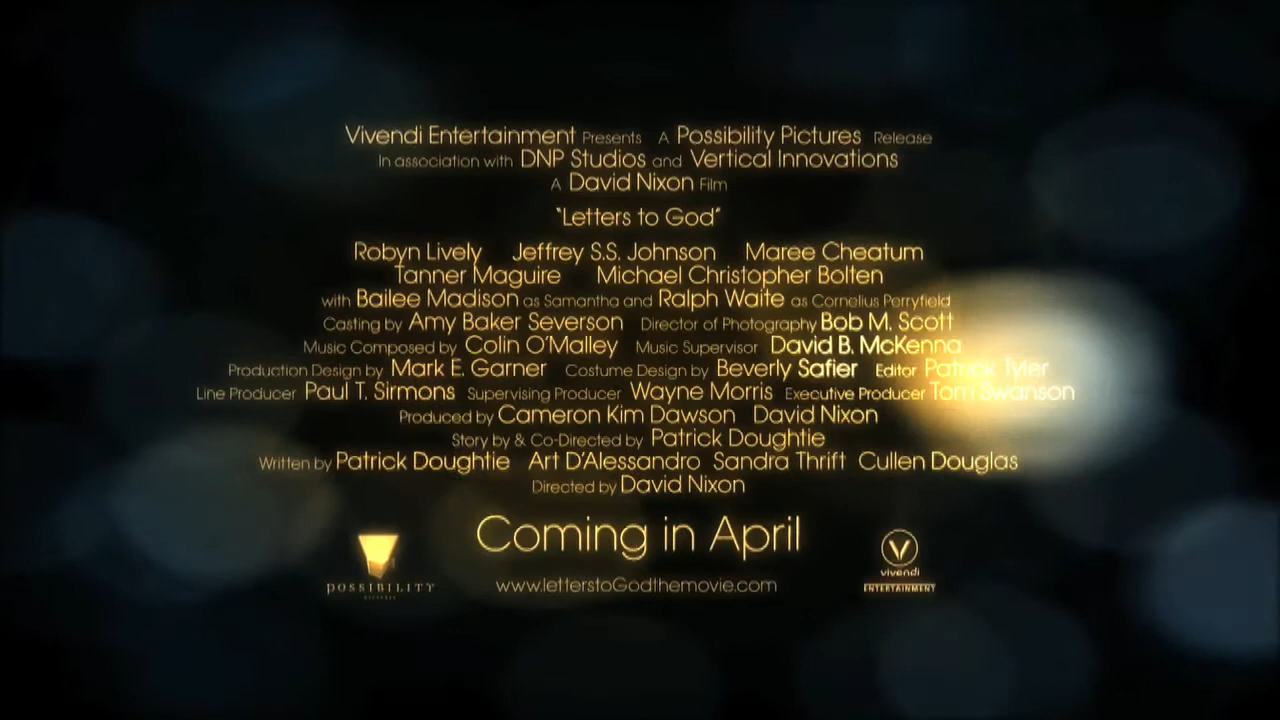 Vivendi Entertainment Presents A Possibility Pictures Release
In association with DNP Studios and Vertical Innovations
A David Nixon Film
"Letters to God"
Robyn Lively Jeffrey S.S. Johnson Maree Cheatum
Tanner Maguire Michael Christopher Bolten
with Bailee Madison as Samantha and Ralph Waite as Cornelius Perryfield
Casting by Amy Baker Severson Director of Photography Bob M. Scott
Music Composed by Colin O'Malley Music Supervisor David B. McKenna
Production Design by Mark E. Garner Costume Design by Beverly Safier Editor Patrick Tyler
Line Producer Paul T. Sirmons Supervising Producer Wayne Morris Executive Producer Tom Swanson
Produced by Cameron Kim Dawson David Nixon
Story by & Co-Directed by Patrick Doughtie
Written by Patrick Doughtie Art D'Alessandro Sandra Thrift Cullen Douglas
Directed by David Nixon
Coming in April
POSSIBILITY
www.letterstoGodthemovie.com
vivendi
ENTERTAINMENT